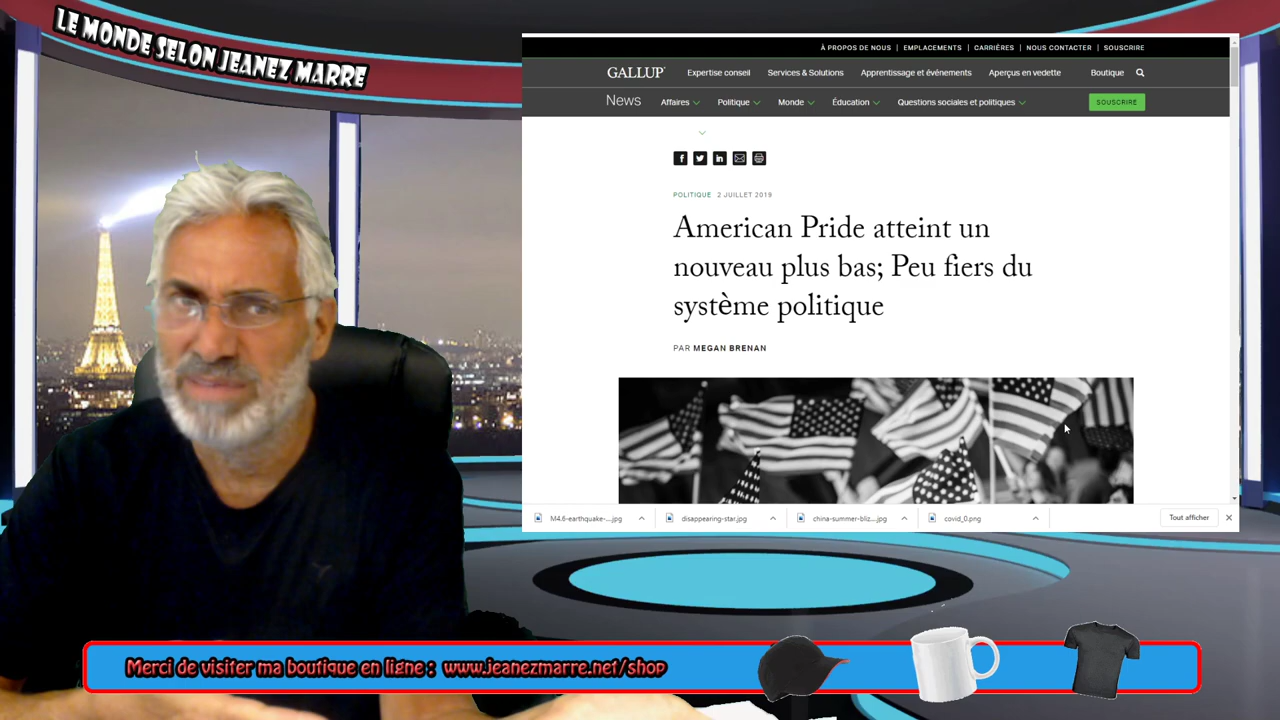 LE MONDE SELON JEANEZ MARRE
À PROPOS DE NOUS | EMPLACEMENTS | CARRIÈRES | NOUS CONTACTER | SOUSCRIRE
GALLUP Expertise conseil Services & Solutions Apprentissage et événements Aperçus en vedette Boutique
News Affaires Politique Monde Éducation Questions sociales et politiques SOUSCRIRE
POLITIQUE 2 JUILLET 2019
American Pride atteint un
nouveau plus bas; Peu fiers du
système politique
PAR MEGAN BRENAN
M4.6-earthquake-....jpg disappearing-star.jpg china-summer-bliz....jpg covid_0.png Tout afficher
Merci de visiter ma boutique en ligne : www.jeanezmarre.net/shop